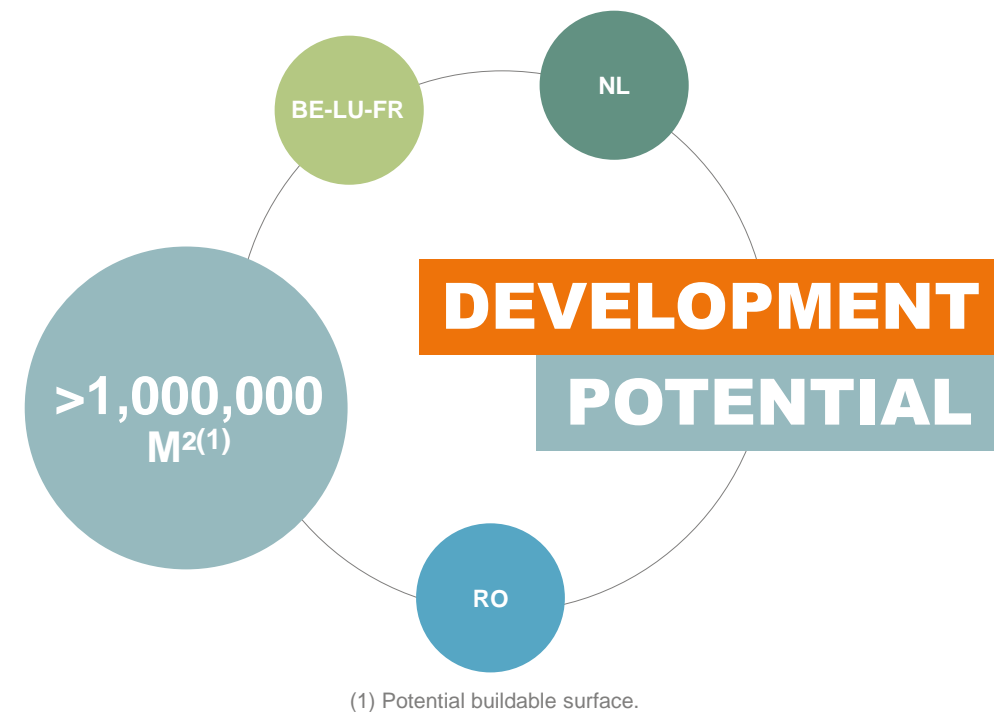 BE-LU-FR
NL
DEVELOPMENT
POTENTIAL
>1,000,000
M²⁽¹⁾
RO
(1) Potential buildable surface.